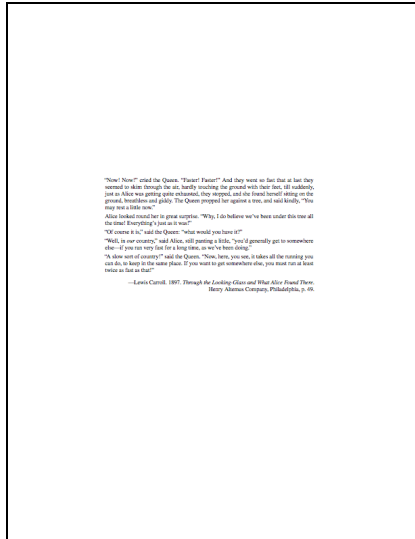 "Now! Now!" cried the Queen. "Faster! Faster!" And they went so fast that at last they
seemed to skim through the air, hardly touching the ground with their feet, till suddenly,
just as Alice was getting quite exhausted, they stopped, and she found herself sitting on the
ground, breathless and giddy. The Queen propped her against a tree, and said kindly, "You
may rest a little now."
Alice looked round her in great surprise. "Why, I do believe we've been under this tree all
the time! Everything's just as it was!"
"Of course it is," said the Queen: "what would you have it?"
"Well, in our country," said Alice, still panting a little, "you'd generally get to somewhere
else—if you ran very fast for a long time, as we've been doing."
"A slow sort of country!" said the Queen. "Now, here, you see, it takes all the running you
can do, to keep in the same place. If you want to get somewhere else, you must run at least
twice as fast as that!"
—Lewis Carroll. 1897. Through the Looking-Glass and What Alice Found There.
Henry Altemus Company, Philadelphia, p. 49.